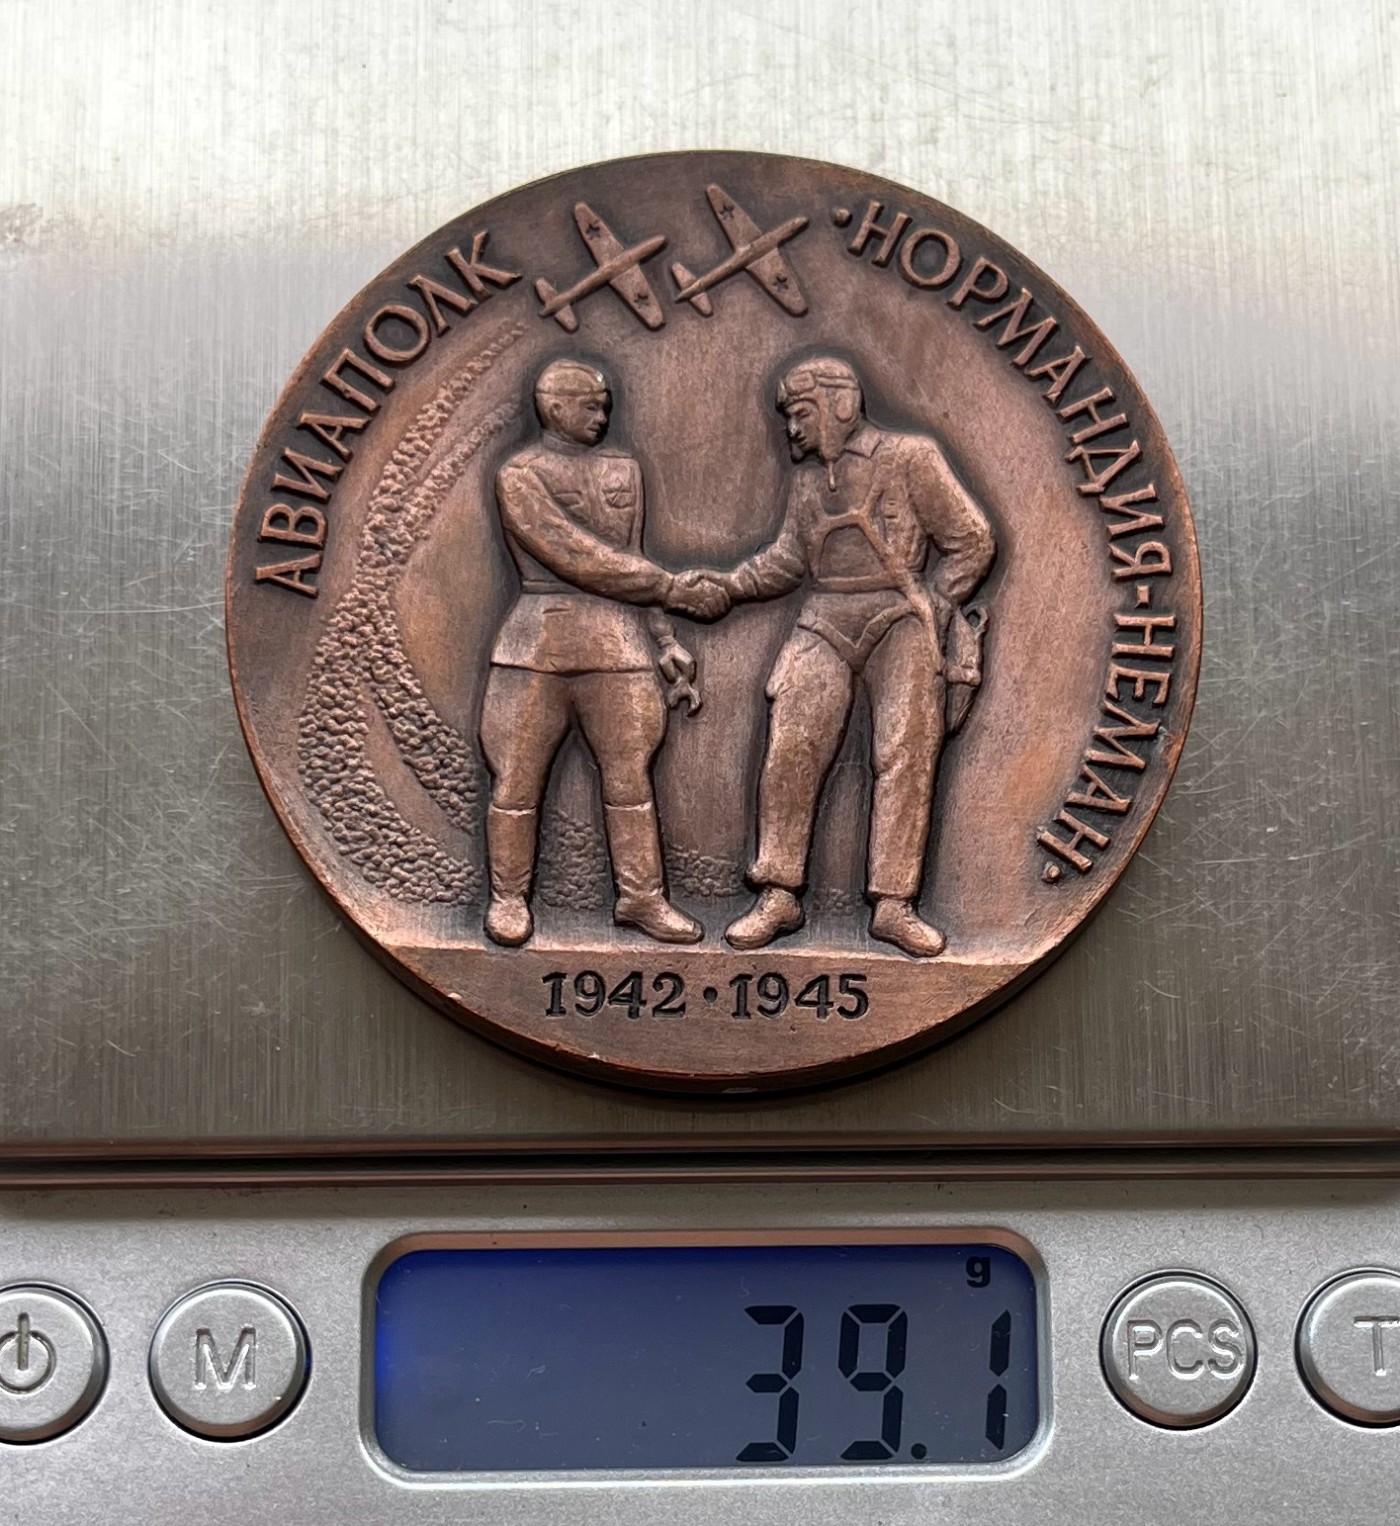 АВИАПОЛК
·НОРМАНДИЯ-НЕМАН·
1942·1945
g
39.1
M
PCS
T